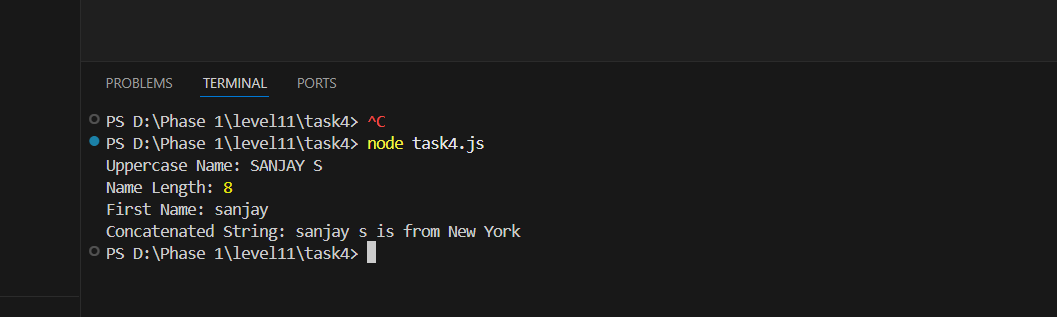 PROBLEMS TERMINAL PORTS
PS D:\Phase 1\level11\task4> ^C
PS D:\Phase 1\level11\task4> node task4.js
Uppercase Name: SANJAY S
Name Length: 8
First Name: sanjay
Concatenated String: sanjay s is from New York
PS D:\Phase 1\level11\task4>